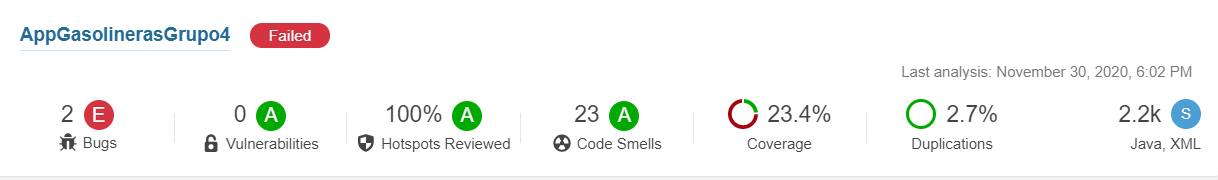 AppGasolinerasGrupo4 Failed
Last analysis: November 30, 2020, 6:02 PM
2 E 0 A 100% A 23 A 23.4% 2.7% 2.2k S
Bugs Vulnerabilities Hotspots Reviewed Code Smells Coverage Duplications Java, XML